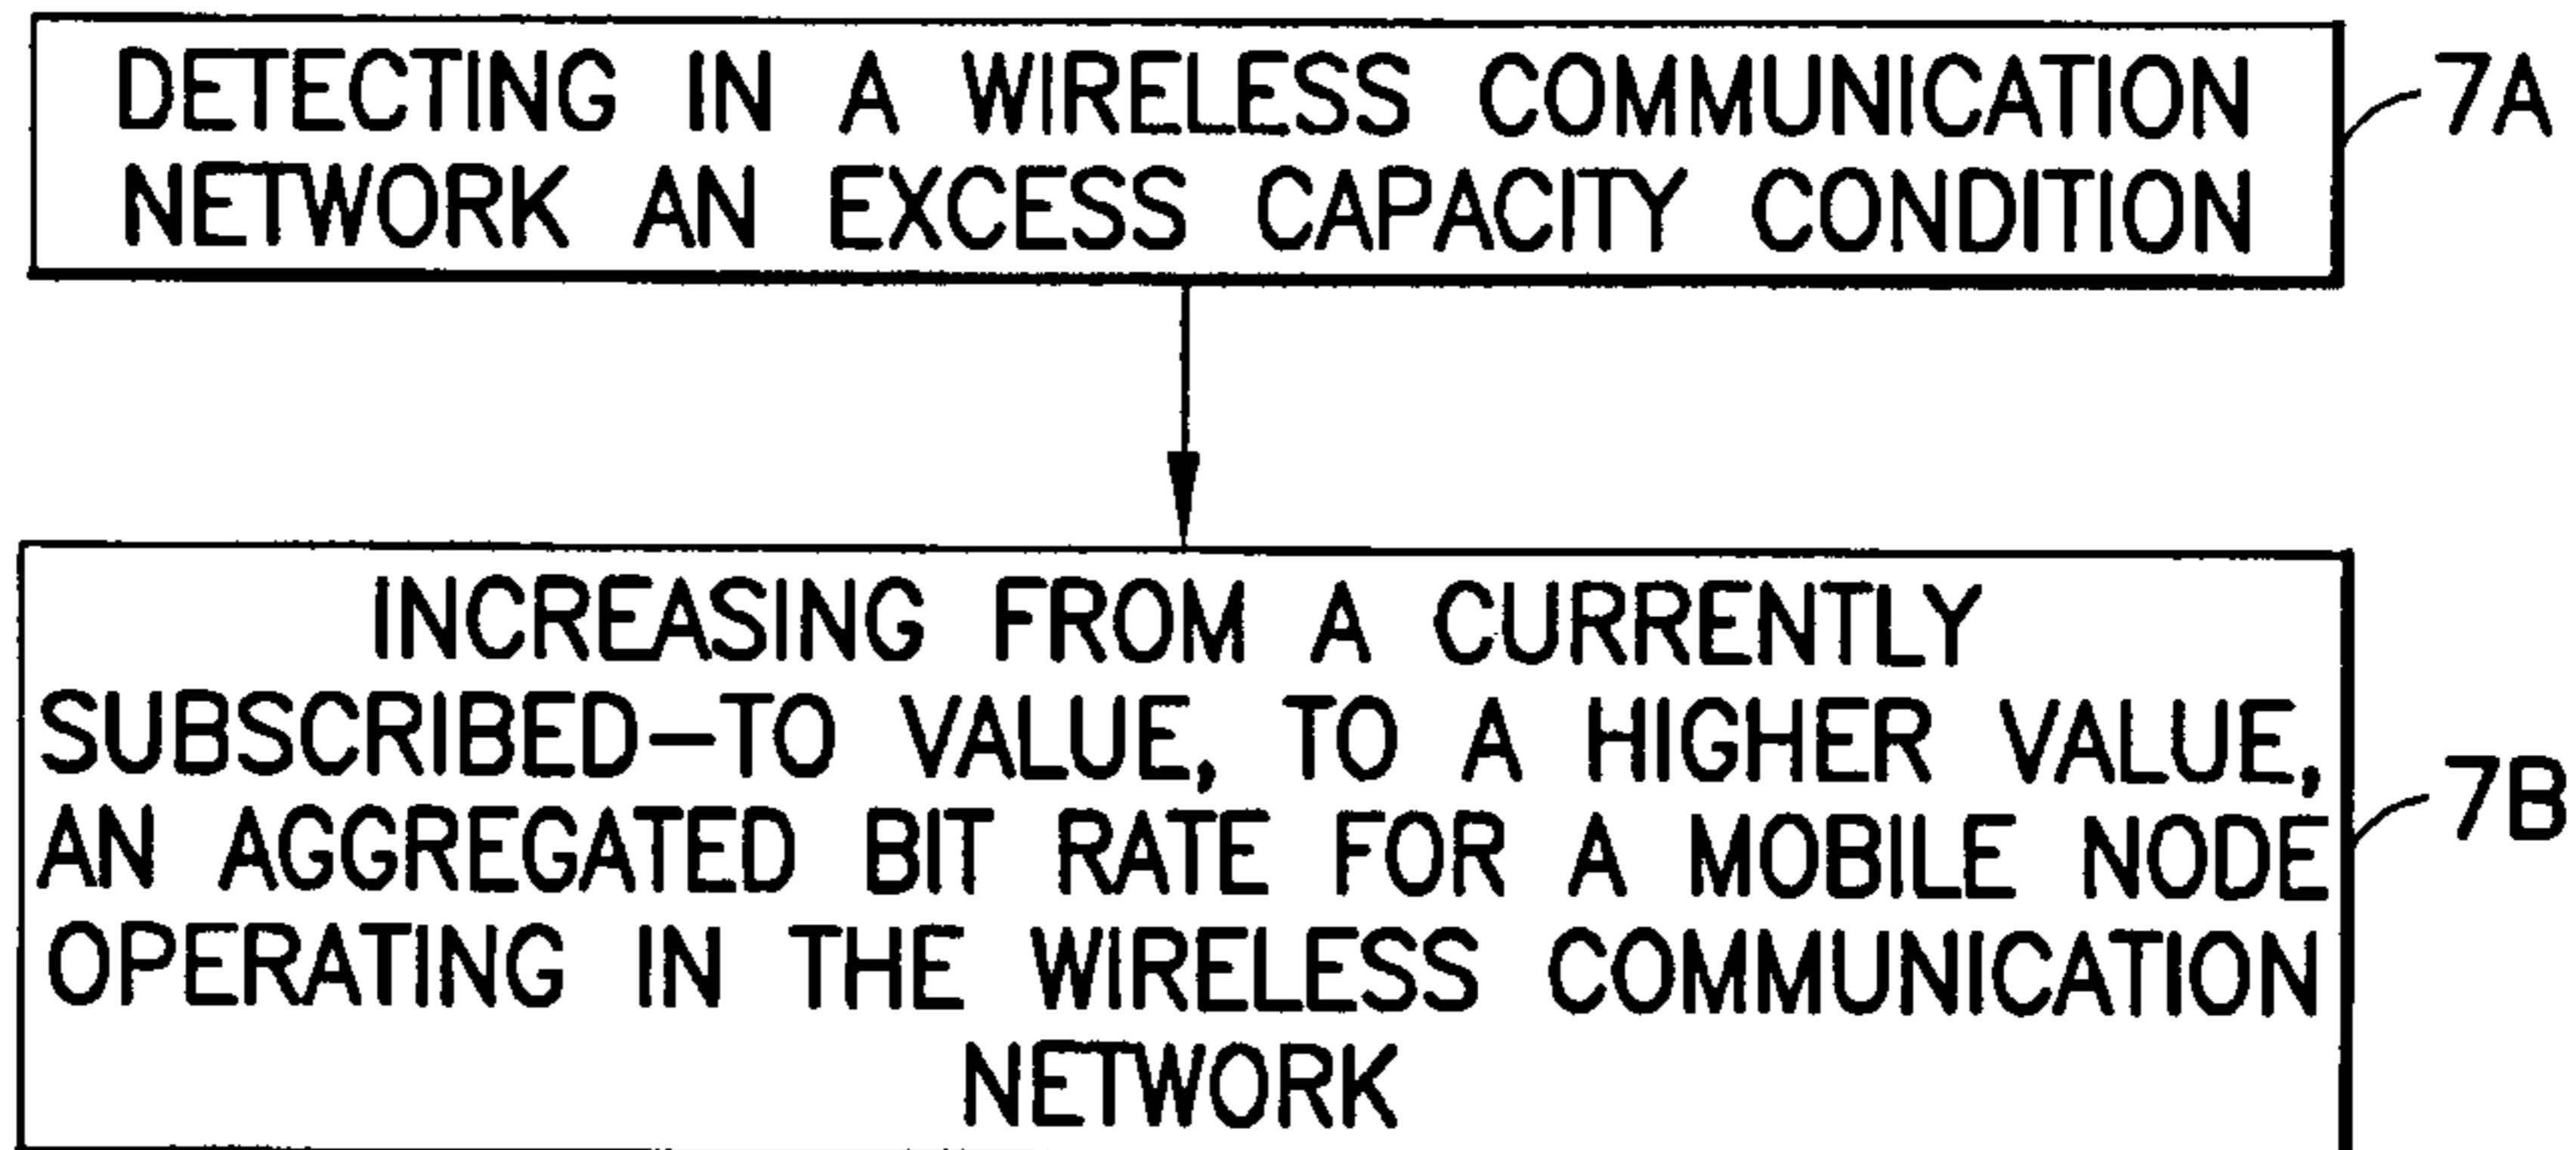 DETECTING IN A WIRELESS COMMUNICATION
NETWORK AN EXCESS CAPACITY CONDITION
7A
INCREASING FROM A CURRENTLY
SUBSCRIBED-TO VALUE, TO A HIGHER VALUE,
AN AGGREGATED BIT RATE FOR A MOBILE NODE
OPERATING IN THE WIRELESS COMMUNICATION
NETWORK
7B